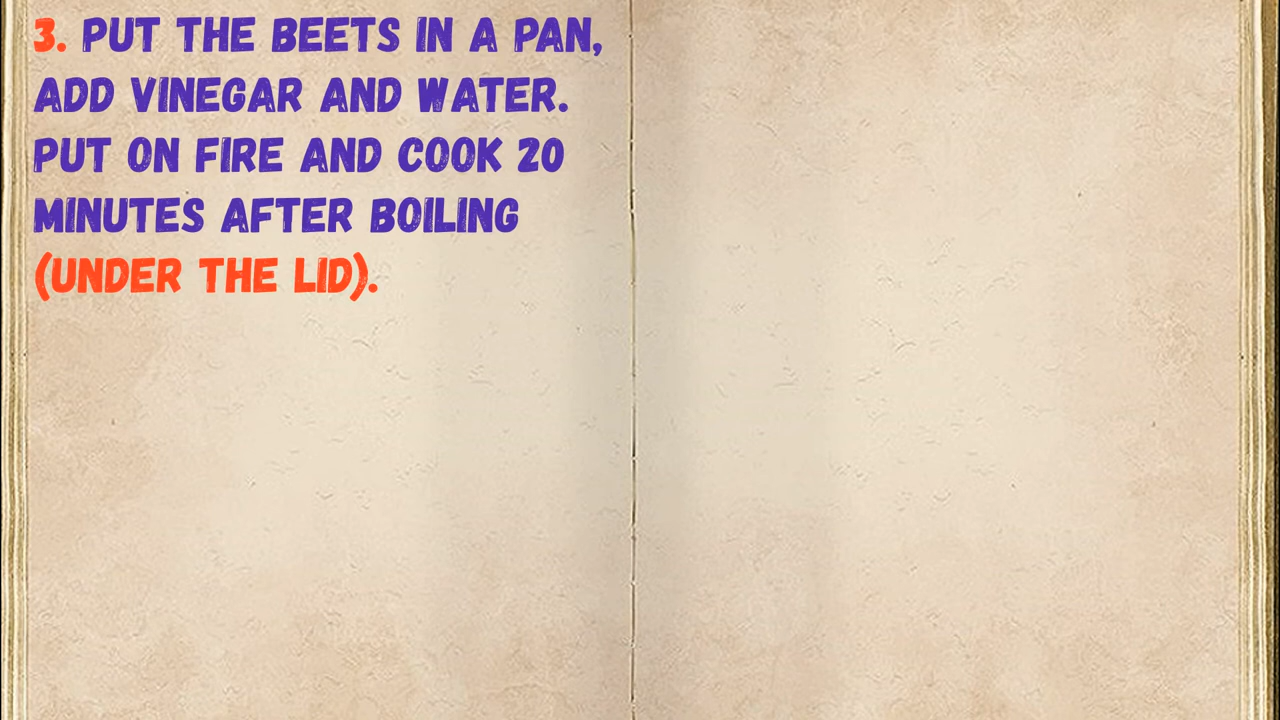 3. PUT THE BEETS IN A PAN,
ADD VINEGAR AND WATER.
PUT ON FIRE AND COOK 20
MINUTES AFTER BOILING
(UNDER THE LID).